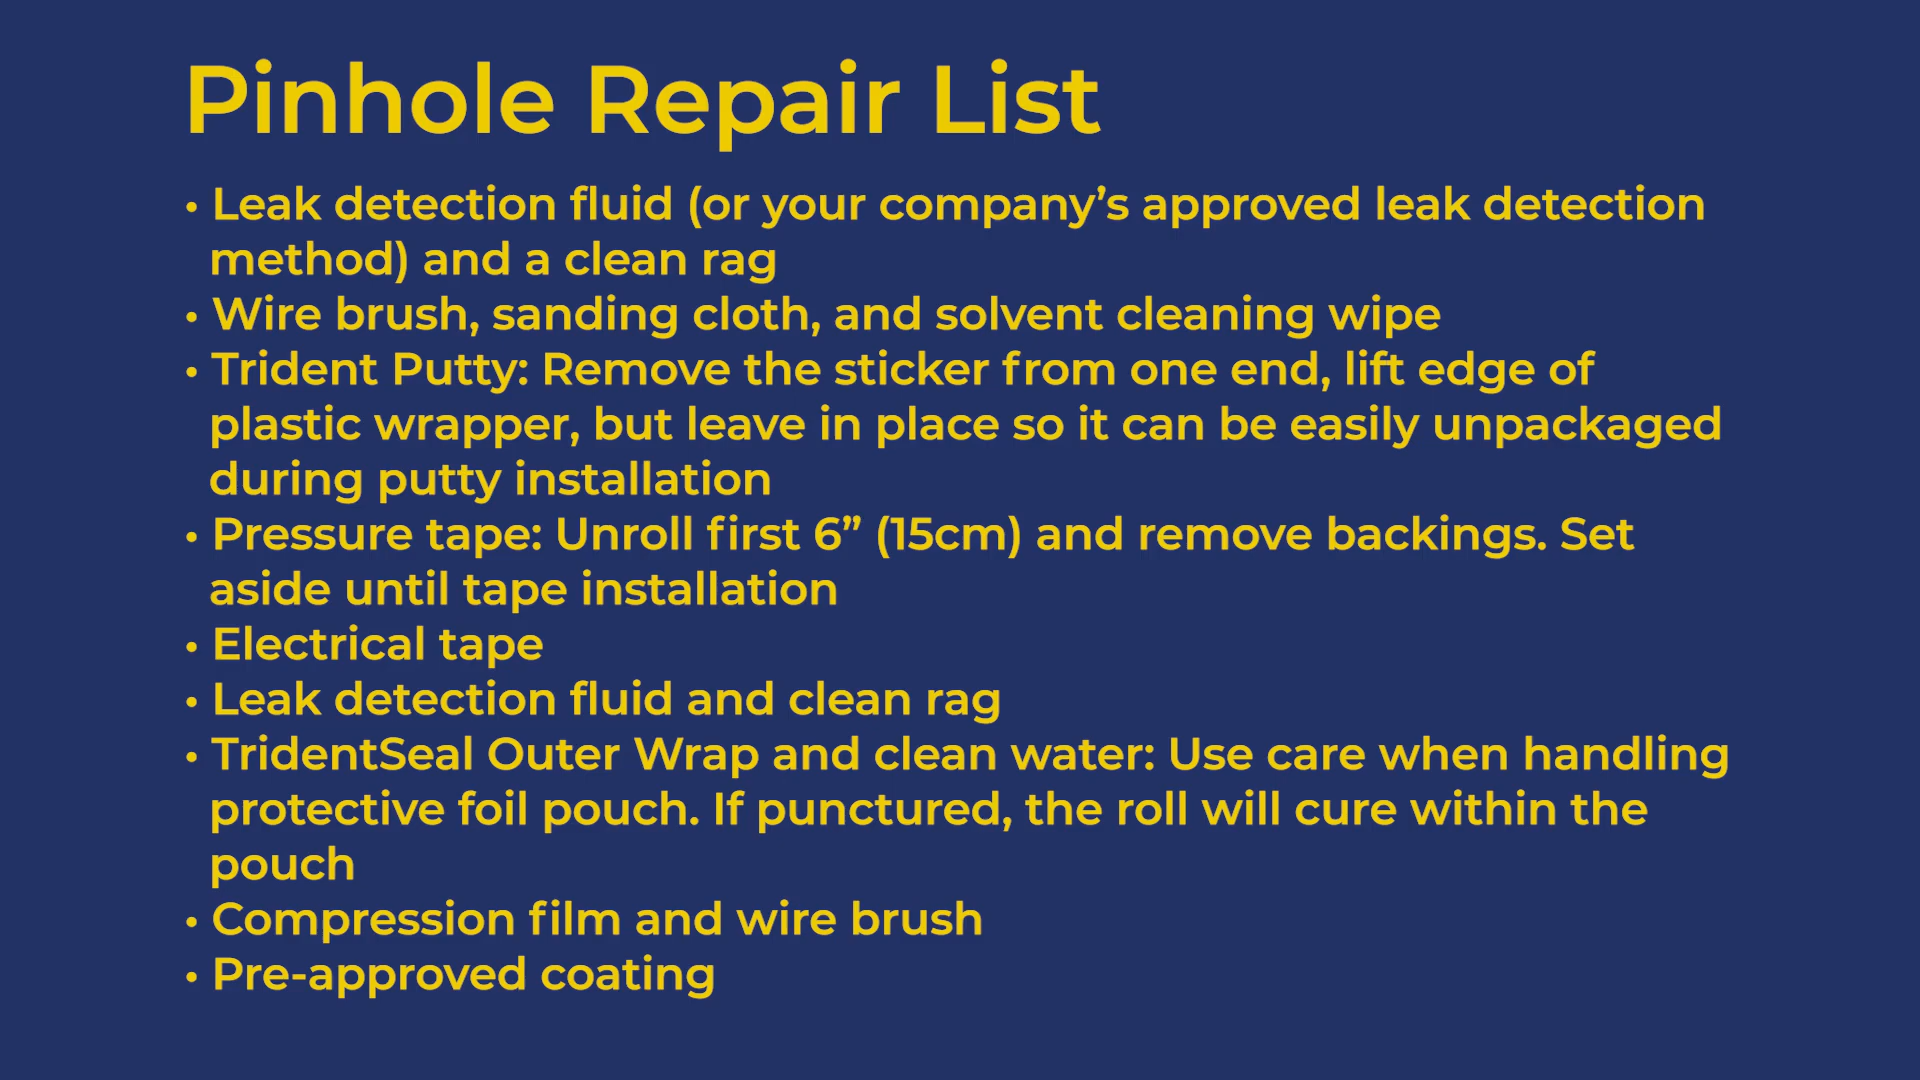 Pinhole Repair List
• Leak detection fluid (or your company’s approved leak detection
method) and a clean rag
• Wire brush, sanding cloth, and solvent cleaning wipe
• Trident Putty: Remove the sticker from one end, lift edge of
plastic wrapper, but leave in place so it can be easily unpackaged
during putty installation
• Pressure tape: Unroll first 6” (15cm) and remove backings. Set
aside until tape installation
• Electrical tape
• Leak detection fluid and clean rag
• TridentSeal Outer Wrap and clean water: Use care when handling
protective foil pouch. If punctured, the roll will cure within the
pouch
• Compression film and wire brush
• Pre-approved coating